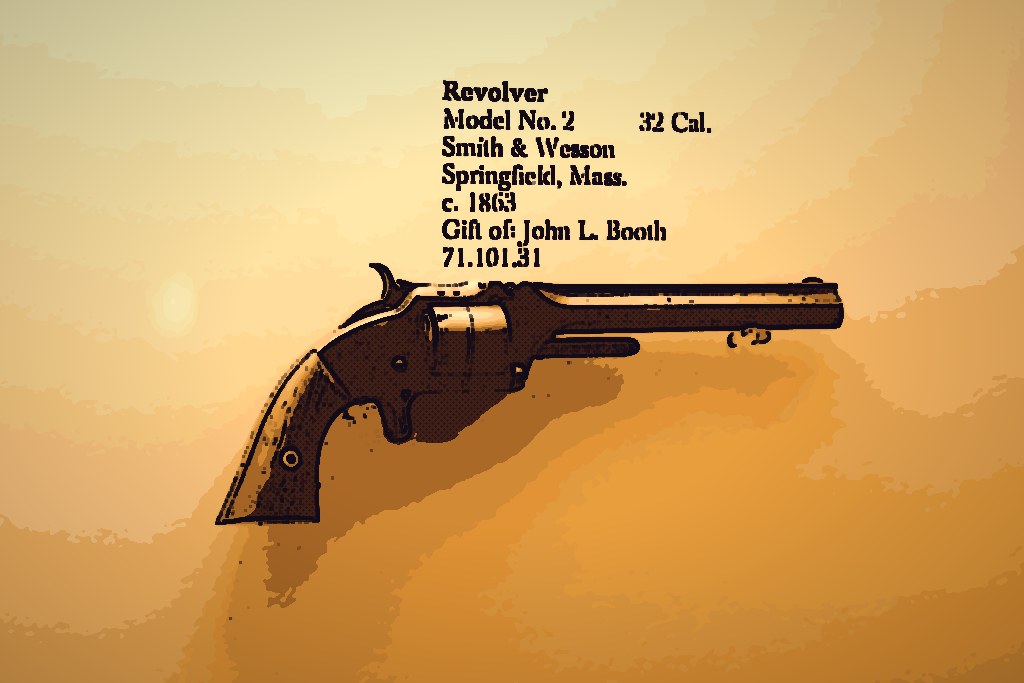 Revolver
Model No. 2 32 Cal.
Smith & Wesson
Springfield, Mass.
c. 1863
Gift of: John L. Booth
71.101.31